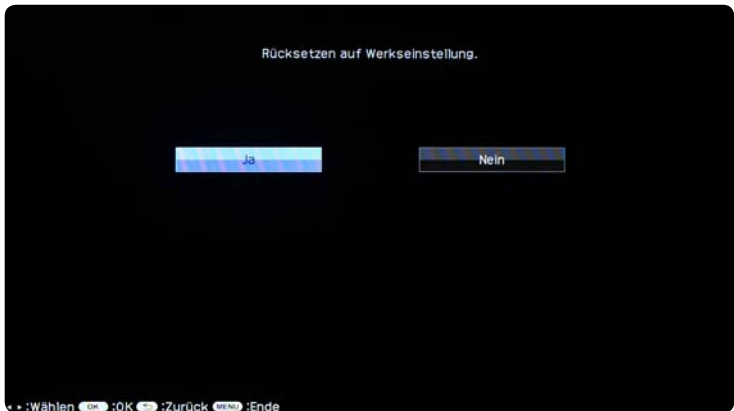 Rücksetzen auf Werkseinstellung.
Ja Nein
:Wählen OK :OK :Zurück MENU :Ende